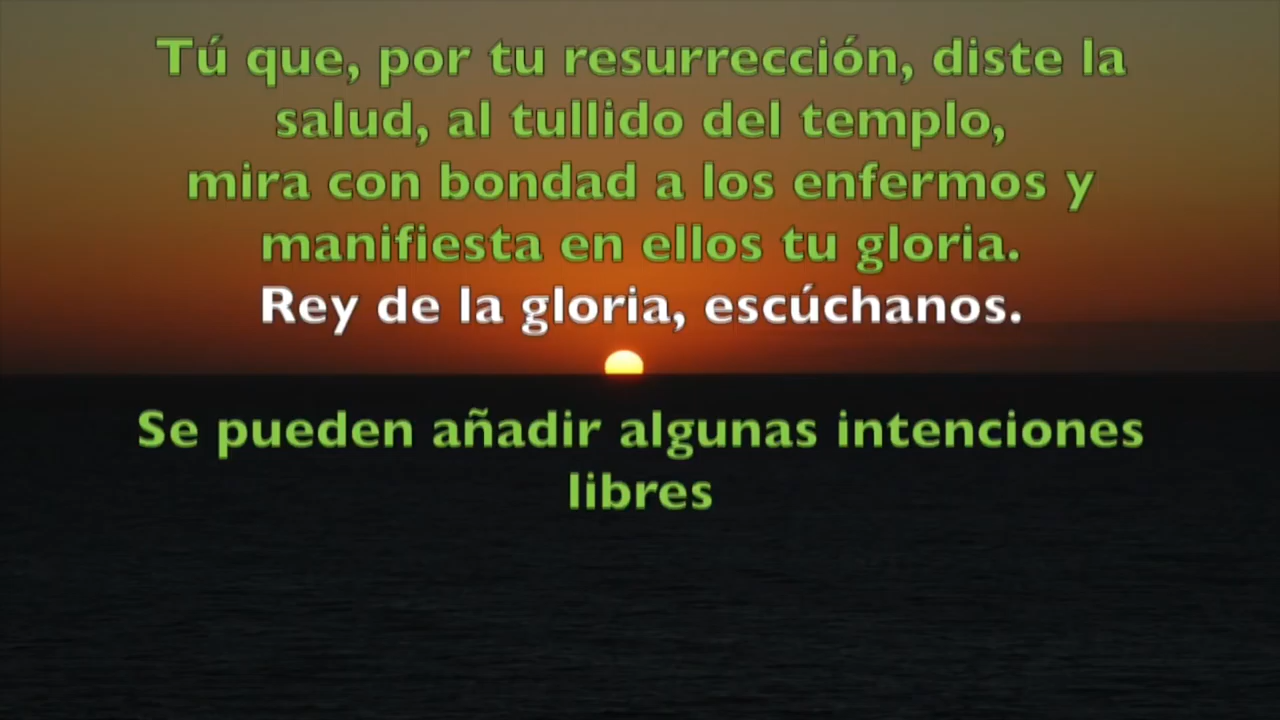 Tú que, por tu resurrección, diste la
salud, al tullido del templo,
mira con bondad a los enfermos y
manifiesta en ellos tu gloria.
Rey de la gloria, escúchanos.
Se pueden añadir algunas intenciones
libres